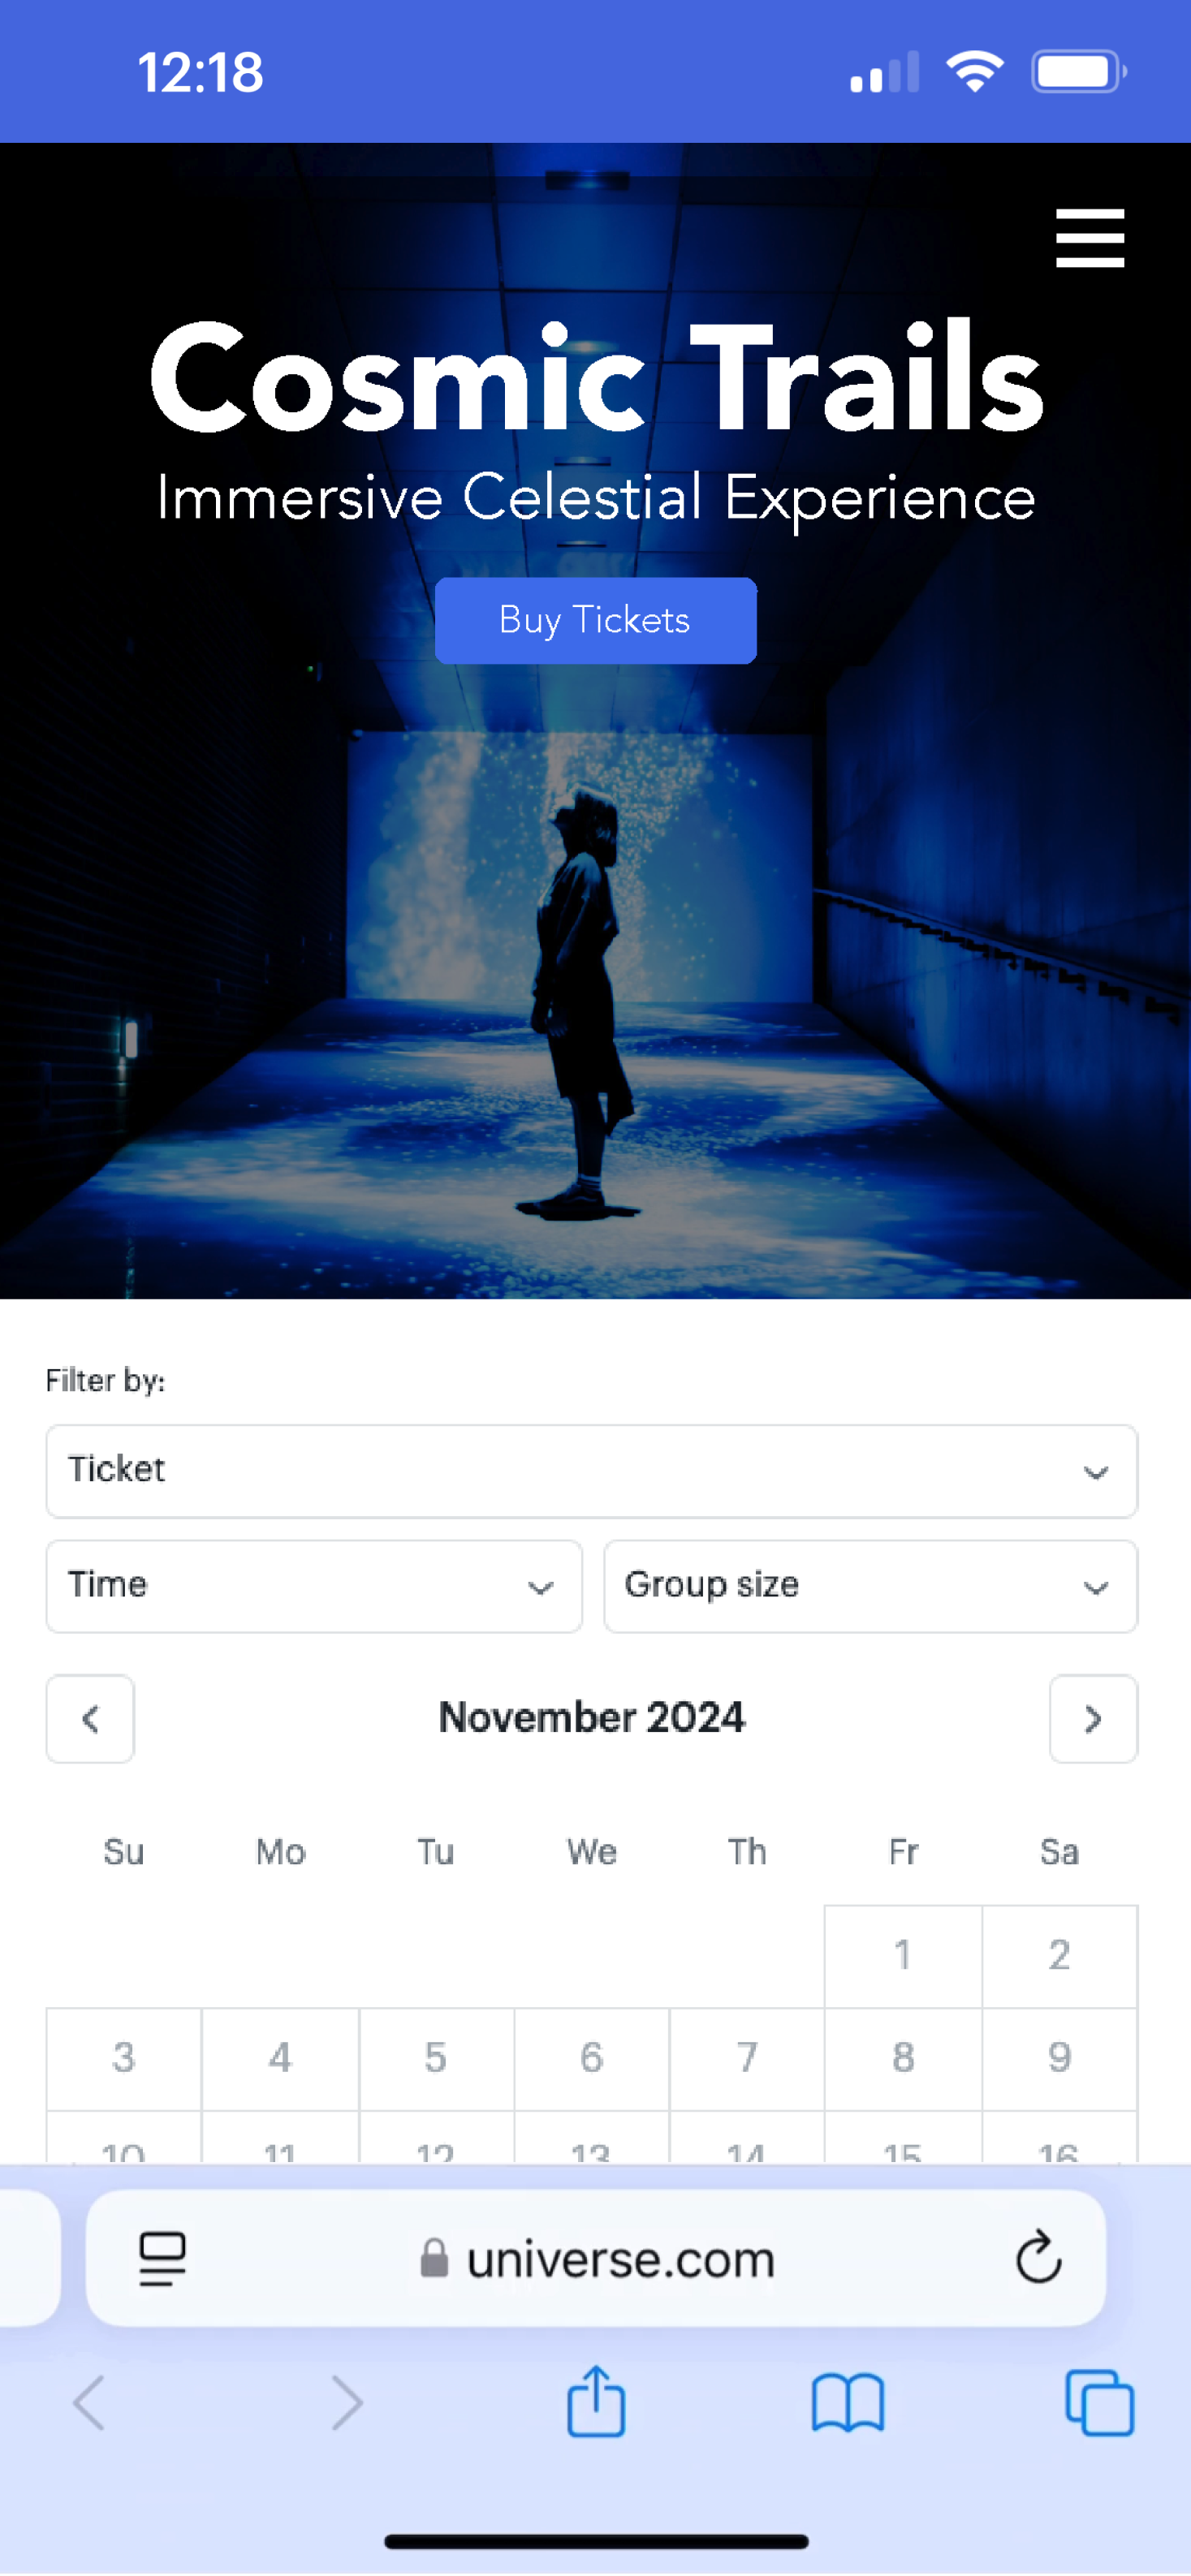 12:18
Cosmic Trails
Immersive Celestial Experience
Buy Tickets
Filter by:
Ticket
Time Group size
November 2024
Su Mo Tu We Th Fr Sa
1 2
3 4 5 6 7 8 9
10 11 12 13 14 15 16
universe.com